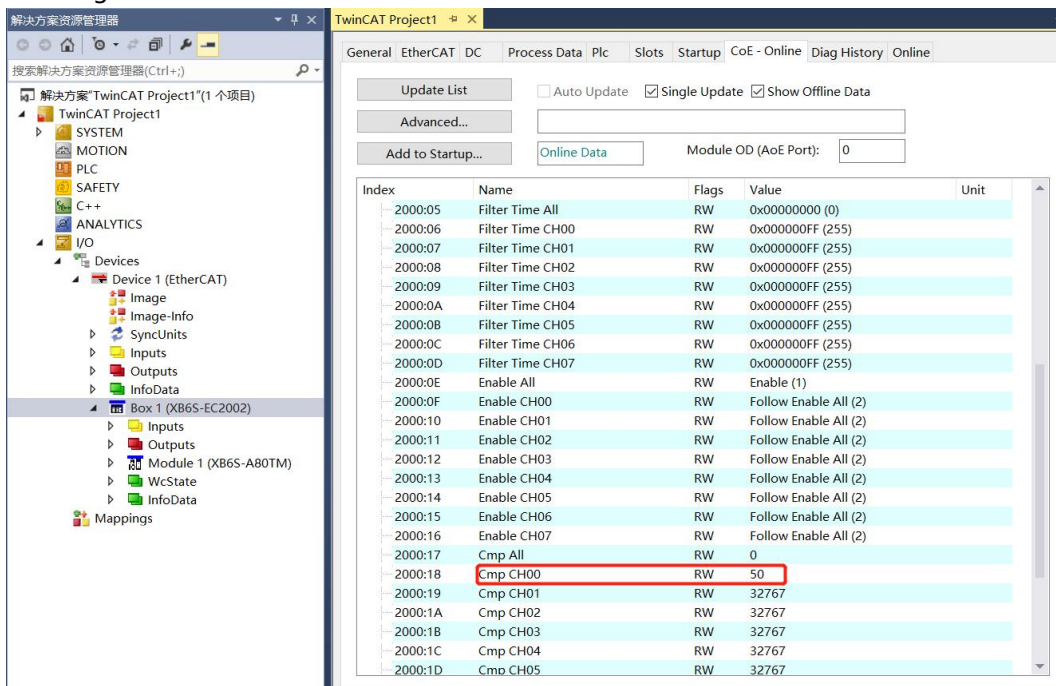 解决方案资源管理器
搜索解决方案资源管理器(Ctrl+;)
解决方案"TwinCAT Project1"(1 个项目)
TwinCAT Project1
SYSTEM
MOTION
PLC
SAFETY
C++
ANALYTICS
I/O
Devices
Device 1 (EtherCAT)
Image
Image-Info
SyncUnits
Inputs
Outputs
InfoData
Box 1 (XB6S-EC2002)
Inputs
Outputs
Module 1 (XB6S-A80TM)
WcState
InfoData
Mappings
TwinCAT Project1
General EtherCAT DC Process Data Plc Slots Startup CoE - Online Diag History Online
Update List Auto Update Single Update Show Offline Data
Advanced...
Add to Startup... Online Data Module OD (AoE Port): 0
Index Name Flags Value Unit
2000:05 Filter Time All RW 0x00000000 (0)
2000:06 Filter Time CH00 RW 0x000000FF (255)
2000:07 Filter Time CH01 RW 0x000000FF (255)
2000:08 Filter Time CH02 RW 0x000000FF (255)
2000:09 Filter Time CH03 RW 0x000000FF (255)
2000:0A Filter Time CH04 RW 0x000000FF (255)
2000:0B Filter Time CH05 RW 0x000000FF (255)
2000:0C Filter Time CH06 RW 0x000000FF (255)
2000:0D Filter Time CH07 RW 0x000000FF (255)
2000:0E Enable All RW Enable (1)
2000:0F Enable CH00 RW Follow Enable All (2)
2000:10 Enable CH01 RW Follow Enable All (2)
2000:11 Enable CH02 RW Follow Enable All (2)
2000:12 Enable CH03 RW Follow Enable All (2)
2000:13 Enable CH04 RW Follow Enable All (2)
2000:14 Enable CH05 RW Follow Enable All (2)
2000:15 Enable CH06 RW Follow Enable All (2)
2000:16 Enable CH07 RW Follow Enable All (2)
2000:17 Cmp All RW 0
2000:18 Cmp CH00 RW 50
2000:19 Cmp CH01 RW 32767
2000:1A Cmp CH02 RW 32767
2000:1B Cmp CH03 RW 32767
2000:1C Cmp CH04 RW 32767
2000:1D Cmp CH05 RW 32767